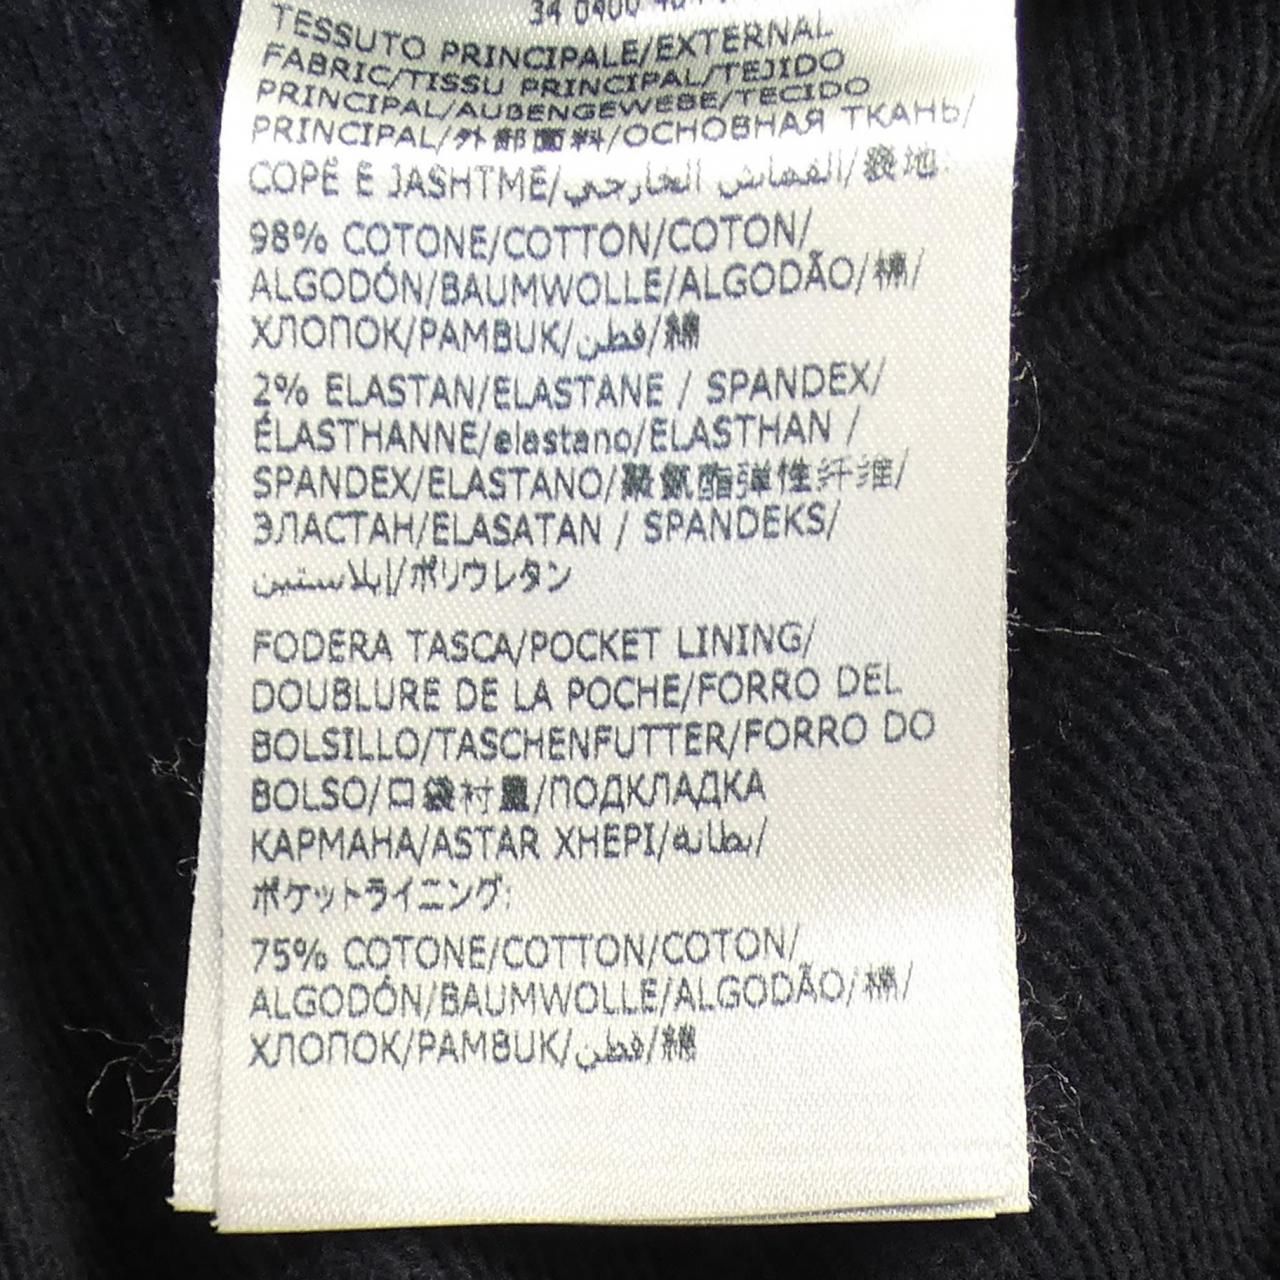 34 0400
TESSUTO PRINCIPALE/EXTERNAL
FABRIC/TISSU PRINCIPAL/TEJIDO
PRINCIPAL/AUßENGEWEBE/TECIDO
PRINCIPAL/外部面料/ОСНОВНАЯ ТКАНЬ/
COPË E JASHTME/القماش الخارجي/表地:
98% COTONE/COTTON/COTON/
ALGODÓN/BAUMWOLLE/ALGODÃO/棉/
ХЛОПОК/PAMBUK/قطن/綿
2% ELASTAN/ELASTANE / SPANDEX/
ÉLASTHANNE/elastano/ELASTHAN /
SPANDEX/ELASTANO/聚氨酯弹性纤维/
ЭЛАСТАН/ELASATAN / SPANDEKS/
إيلاستين/ポリウレタン
FODERA TASCA/POCKET LINING/
DOUBLURE DE LA POCHE/FORRO DEL
BOLSILLO/TASCHENFUTTER/FORRO DO
BOLSO/口袋衬里/ПОДКЛАДКА
КАРМАНА/ASTAR XHEPI/بطانة/
ポケットライニング:
75% COTONE/COTTON/COTON/
ALGODÓN/BAUMWOLLE/ALGODÃO/棉/
ХЛОПОК/PAMBUK/قطن/綿